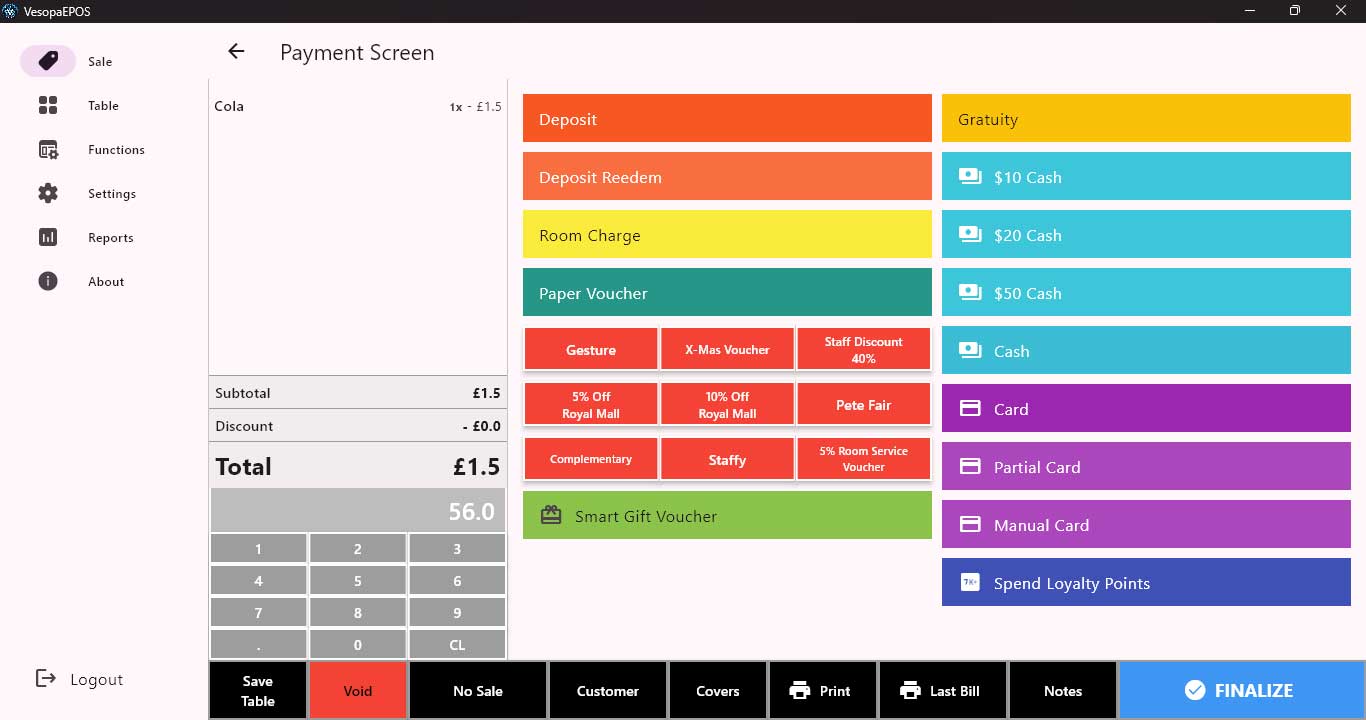 VesopaEPOS
Payment Screen
Sale
Table
Functions
Settings
Reports
About
Logout
Cola 1x - £1.5
Subtotal £1.5
Discount - £0.0
Total £1.5
56.0
1 2 3
4 5 6
7 8 9
. 0 CL
Deposit
Deposit Reedem
Room Charge
Paper Voucher
Gesture
X-Mas Voucher
Staff Discount
40%
5% Off
Royal Mall
10% Off
Royal Mall
Pete Fair
Complementary
Staffy
5% Room Service
Voucher
Smart Gift Voucher
Gratuity
$10 Cash
$20 Cash
$50 Cash
Cash
Card
Partial Card
Manual Card
7K+ Spend Loyalty Points
Save
Table
Void
No Sale
Customer
Covers
Print
Last Bill
Notes
FINALIZE